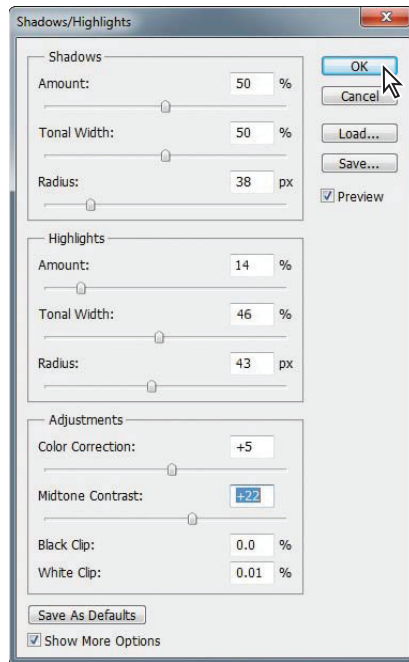 Shadows/Highlights
Shadows
Amount: 50 %
Tonal Width: 50 %
Radius: 38 px
Highlights
Amount: 14 %
Tonal Width: 46 %
Radius: 43 px
Adjustments
Color Correction: +5
Midtone Contrast: +22
Black Clip: 0.0 %
White Clip: 0.01 %
Save As Defaults
Show More Options
OK
Cancel
Load...
Save...
Preview